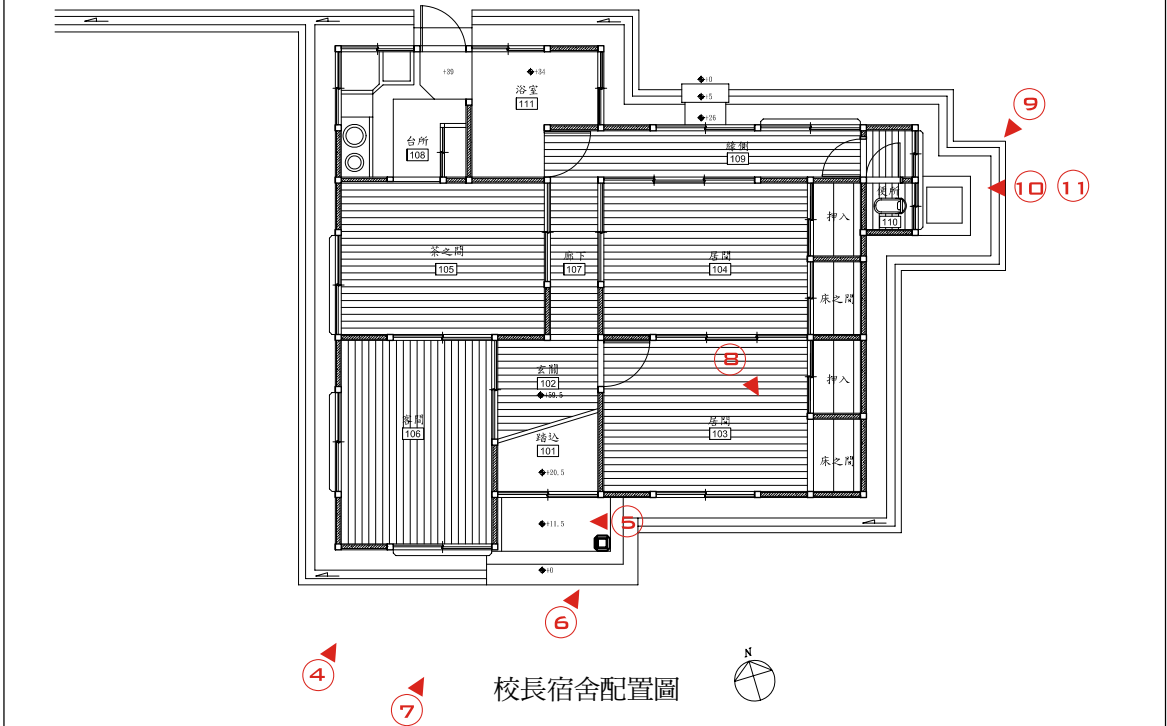 +39
+34
浴室
111
+0
+5
+26
9
台所
108
緣側
109
10 11
便所
110
押入
茶之間
105
廊下
107
居間
104
床之間
8
玄關
102
+59.5
押入
客間
106
踏込
101
居間
103
床之間
+20.5
+11.5
5
+0
6
4
7
N
校長宿舍配置圖